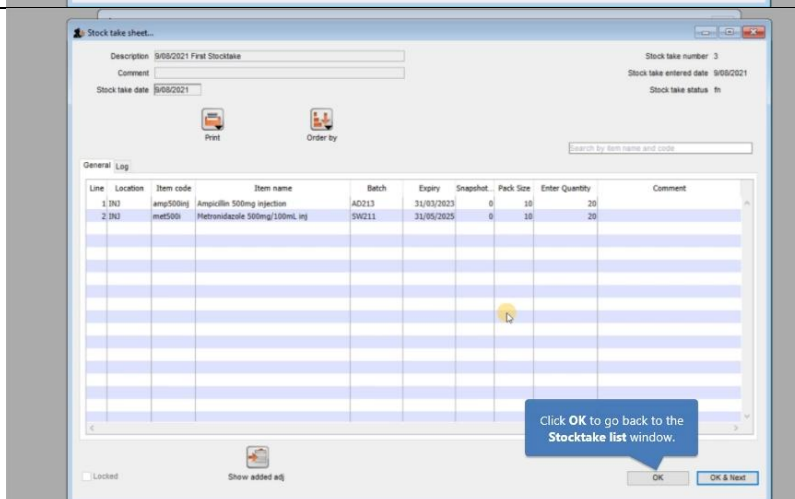 Stock take sheet...
Description 9/08/2021 First Stocktake
Stock take number 3
Comment
Stock take entered date 9/08/2021
Stock take date 9/08/2021
Stock take status fn
Print Order by
Search by item name and code
General Log
Line Location Item code Item name Batch Expiry Snapshot... Pack Size Enter Quantity Comment
1 INJ amp500inj Ampicillin 500mg injection AD213 31/03/2023 0 10 20
2 INJ met500i Metronidazole 500mg/100mL inj SW211 31/05/2025 0 10 20
Click OK to go back to the
Stocktake list window.
Locked Show added adj OK OK & Next